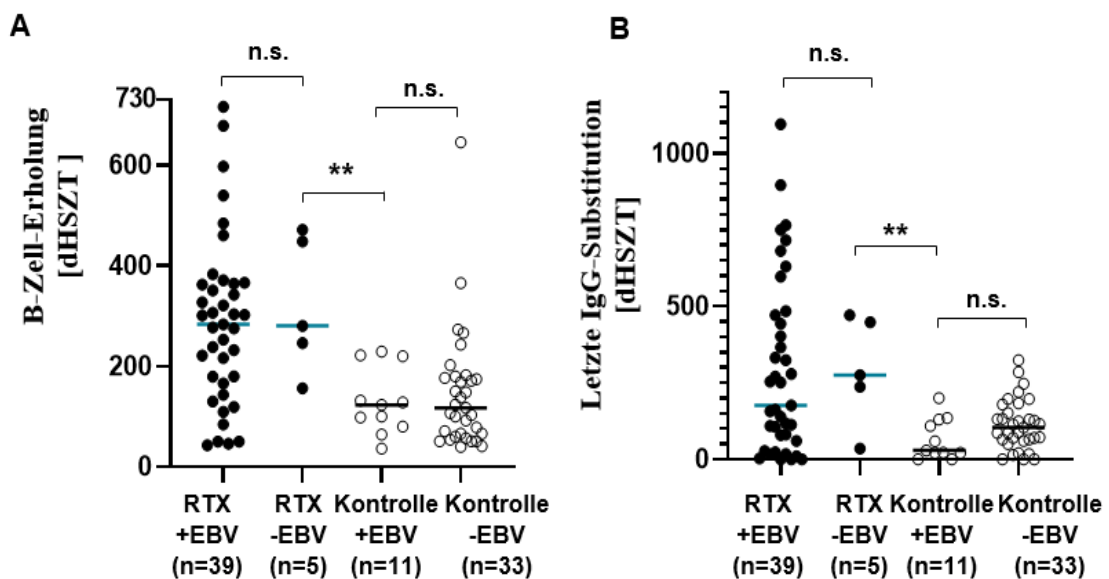 A
n.s.
n.s.
**
B-Zell-Erholung
[dHSZT ]
730
600
400
200
0
RTX
+EBV
(n=39)
RTX
-EBV
(n=5)
Kontrolle
+EBV
(n=11)
Kontrolle
-EBV
(n=33)
B
n.s.
**
n.s.
Letzte IgG-Substitution
[dHSZT]
1000
500
0
RTX
+EBV
(n=39)
RTX
-EBV
(n=5)
Kontrolle
+EBV
(n=11)
Kontrolle
-EBV
(n=33)